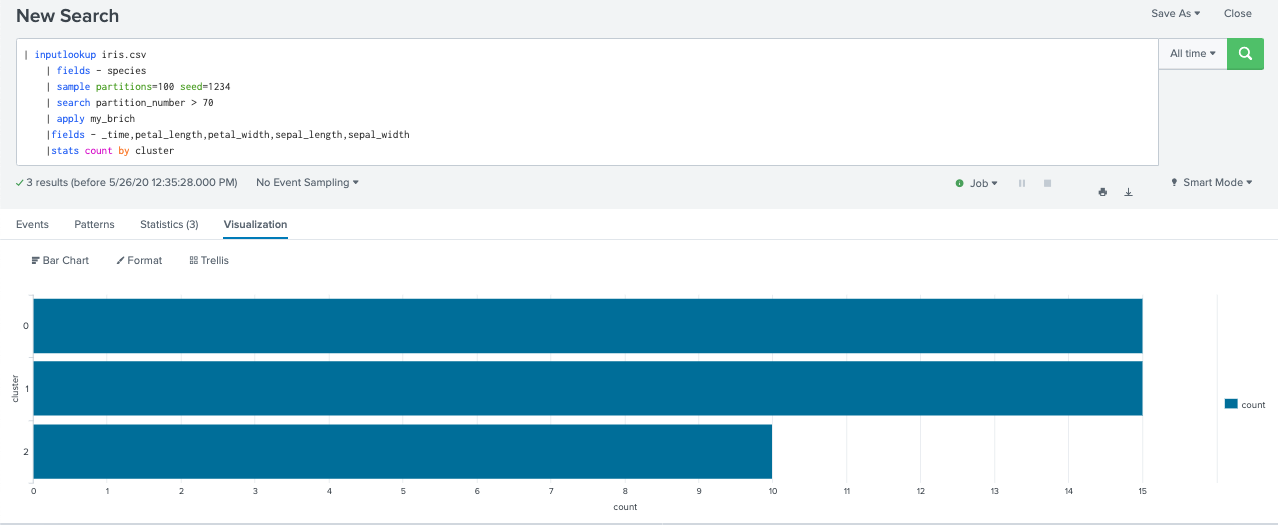 New Search
Save As ▾ Close
| inputlookup iris.csv
| fields - species
| sample partitions=100 seed=1234
| search partition_number > 70
| apply my_brich
|fields - _time,petal_length,petal_width,sepal_length,sepal_width
|stats count by cluster
All time ▾
✓ 3 results (before 5/26/20 12:35:28.000 PM) No Event Sampling ▾ Job ▾ Smart Mode ▾
Events Patterns Statistics (3) Visualization
Bar Chart Format Trellis
0
1
2
cluster
count
0 1 2 3 4 5 6 7 8 9 10 11 12 13 14 15
count